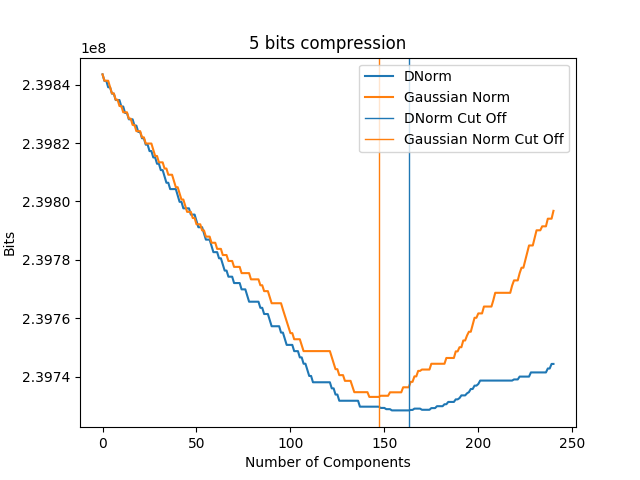 5 bits compression
1e8
2.3984
2.3982
2.3980
2.3978
2.3976
2.3974
Bits
DNorm
Gaussian Norm
DNorm Cut Off
Gaussian Norm Cut Off
0 50 100 150 200 250
Number of Components